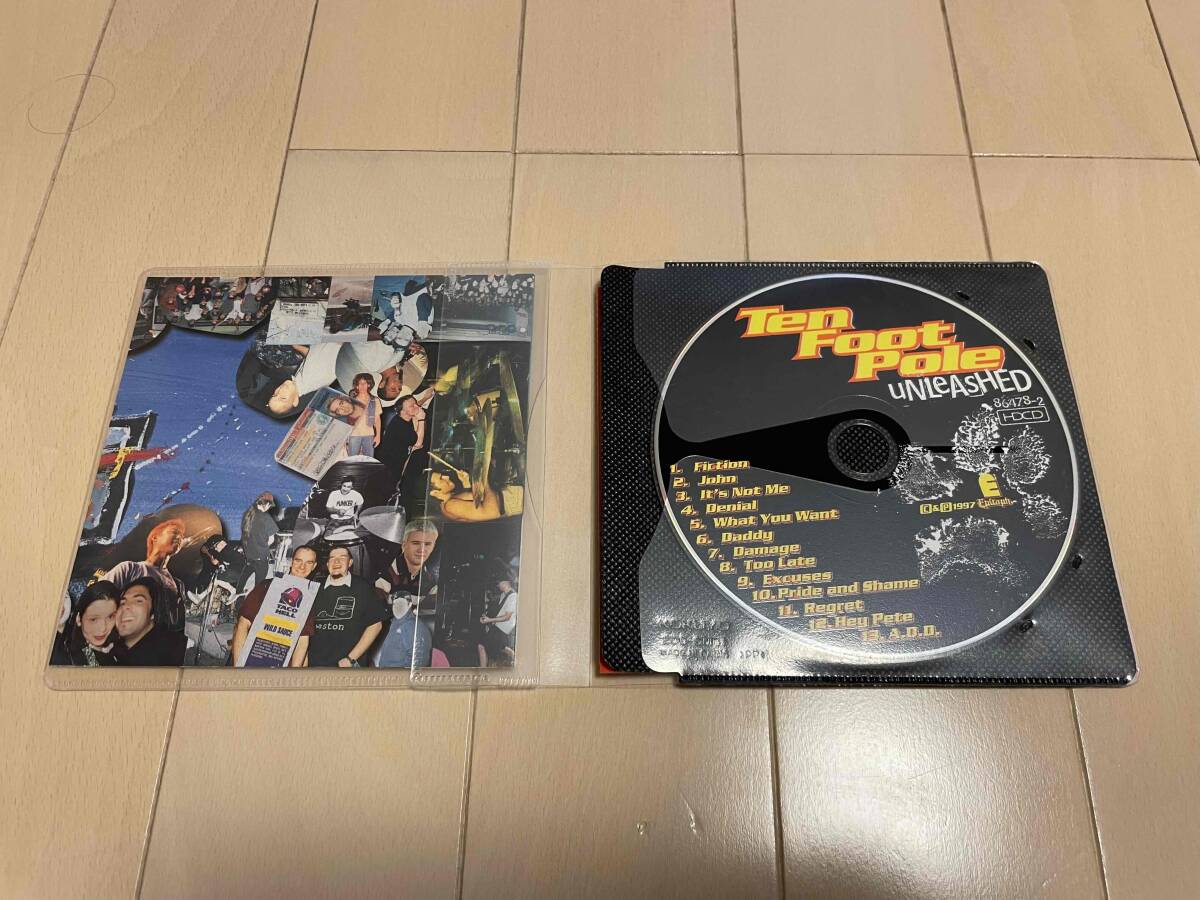 TACO
HELL
WILD SAUCE
eston
Ten
Foot
Pole
UNLEASHED
86478-2
HDCD
1. Fiction
2. John
3. It's Not Me
4. Denial
5. What You Want
6. Daddy
7. Damage
8. Too Late
9. Excuses
10. Pride and Shame
11. Regret
12. Hey Pete
13. A.D.D.
E
©&℗1997 Epitaph